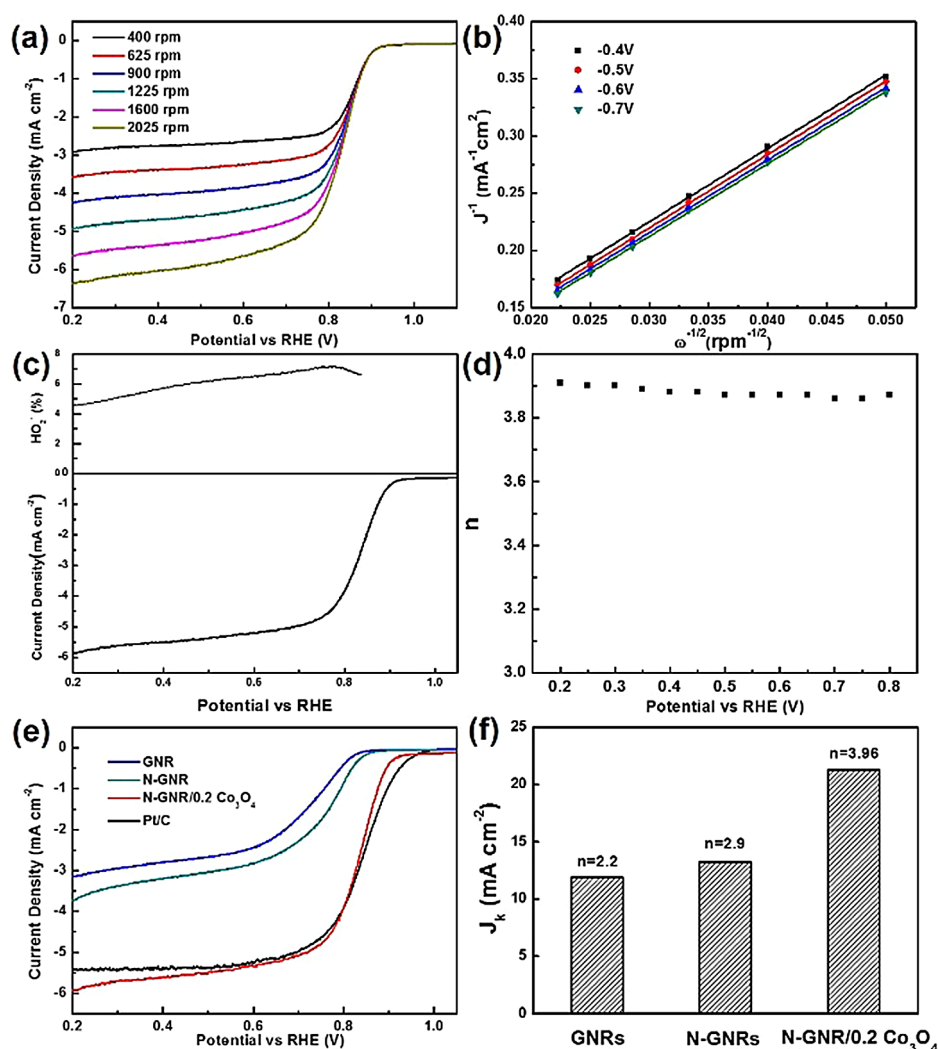 (a)
400 rpm
625 rpm
900 rpm
1225 rpm
1600 rpm
2025 rpm
0
-1
-2
-3
-4
-5
-6
-7
0.2 0.4 0.6 0.8 1.0
Current Density (mA cm⁻²)
Potential vs RHE (V)
(b)
-0.4V
-0.5V
-0.6V
-0.7V
0.40
0.35
0.30
0.25
0.20
0.15
0.020 0.025 0.030 0.035 0.040 0.045 0.050
J⁻¹ (mA⁻¹cm²)
ω⁻¹/²(rpm⁻¹/²)
(c)
8
6
4
2
0
HO₂⁻ (%)
0
-1
-2
-3
-4
-5
-6
0.2 0.4 0.6 0.8 1.0
Current Density(mA cm⁻²)
Potential vs RHE
(d)
4.0
3.8
3.6
3.4
3.2
3.0
0.2 0.3 0.4 0.5 0.6 0.7 0.8
n
Potential vs RHE (V)
(e)
GNR
N-GNR
N-GNR/0.2 Co₃O₄
Pt/C
0
-1
-2
-3
-4
-5
-6
0.2 0.4 0.6 0.8 1.0
Current Density (mA cm⁻²)
Potential vs RHE (V)
(f)
25
20
15
10
5
0
Jₖ (mA cm⁻²)
n=2.2
n=2.9
n=3.96
GNRs N-GNRs N-GNR/0.2 Co₃O₄